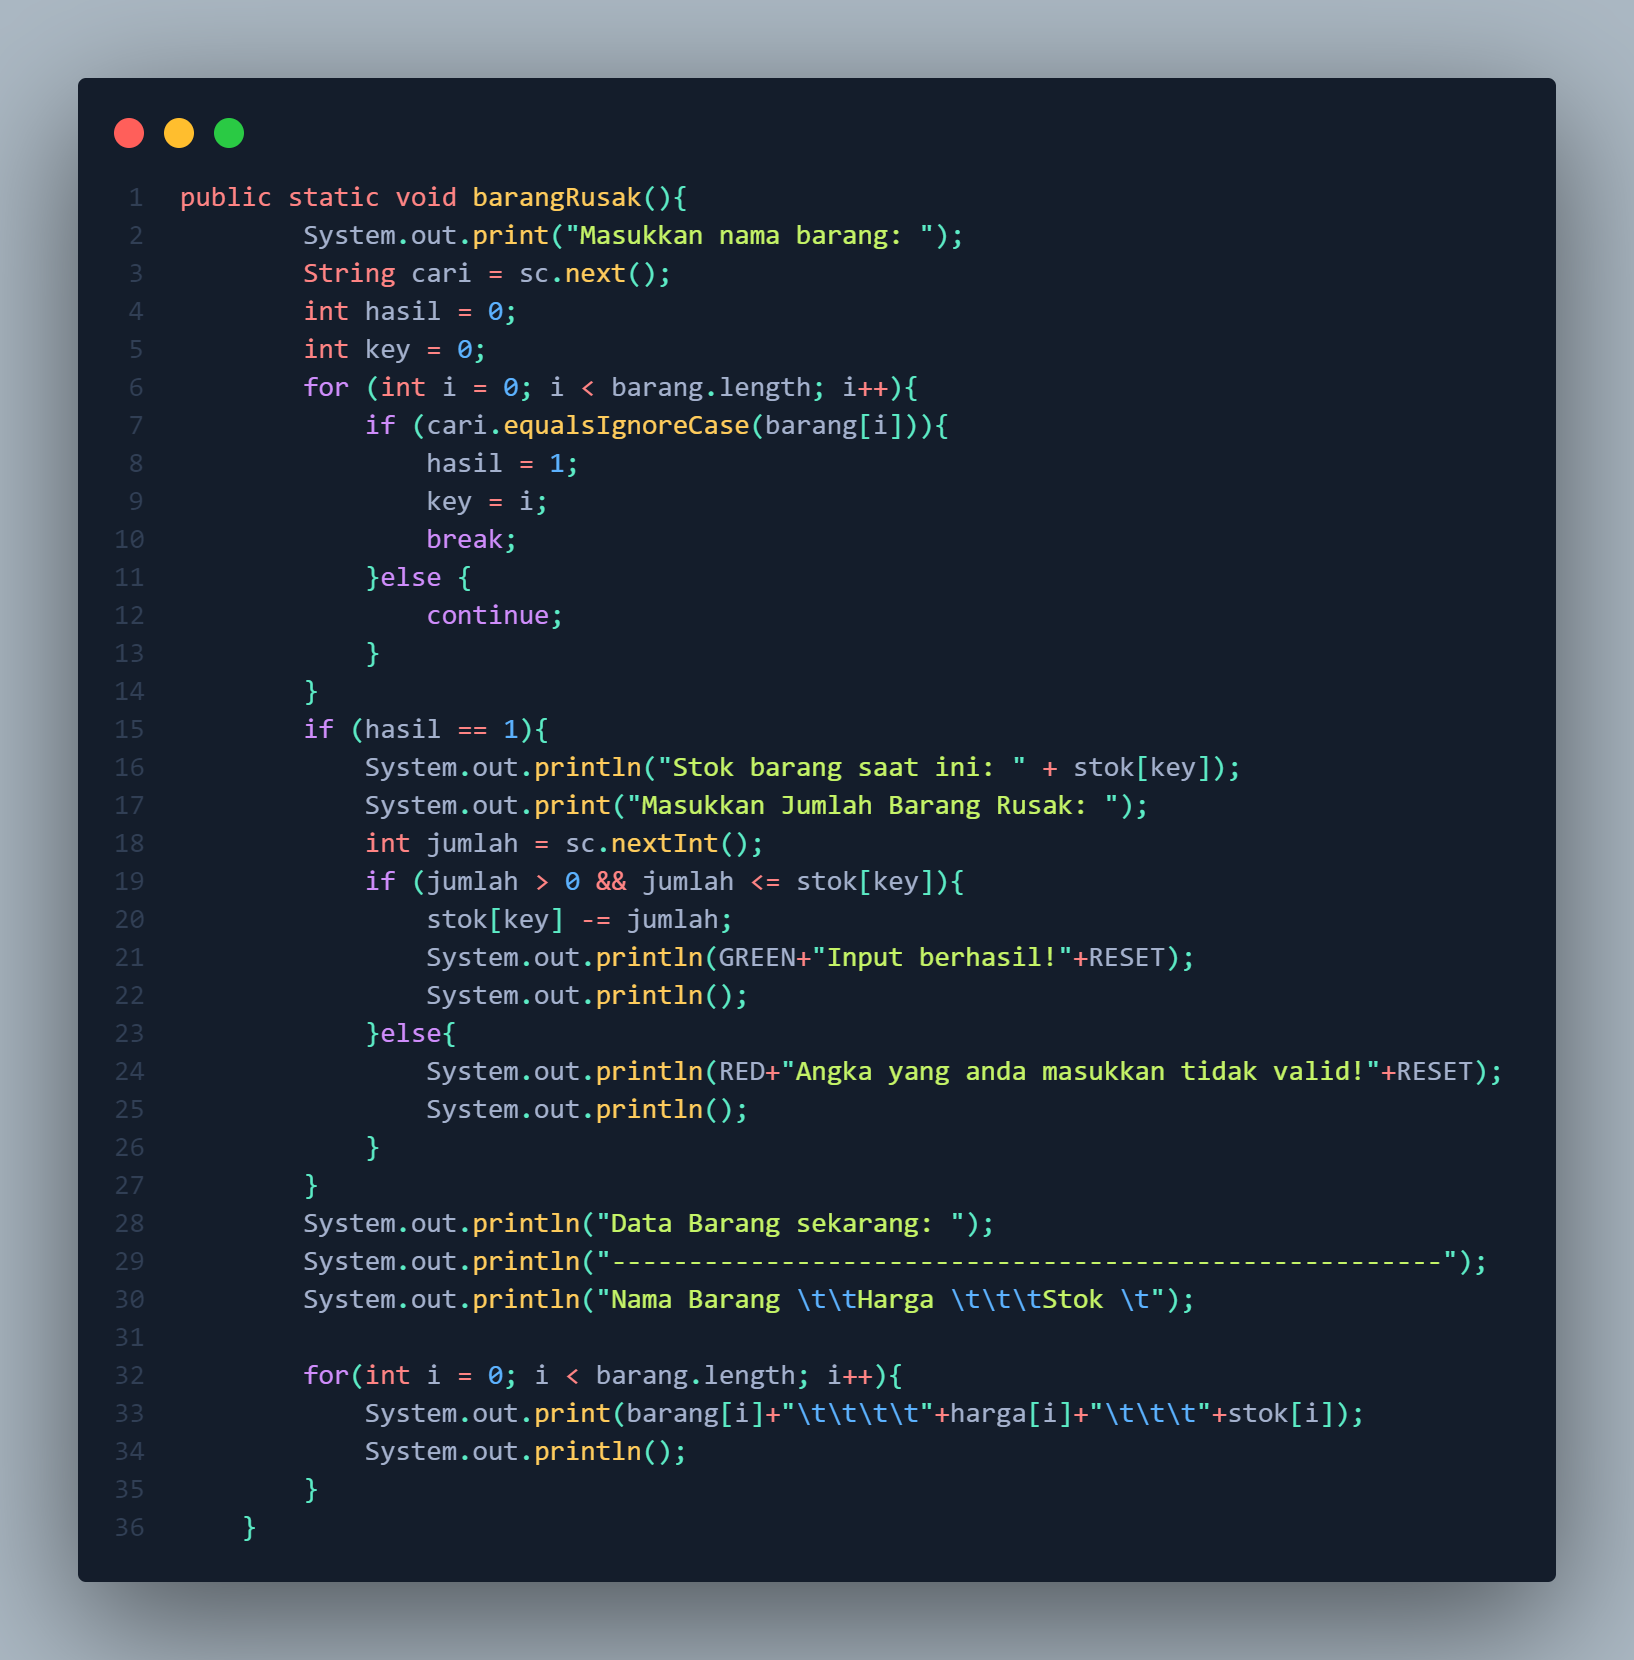 1 public static void barangRusak(){
2         System.out.print("Masukkan nama barang: ");
3         String cari = sc.next();
4         int hasil = 0;
5         int key = 0;
6         for (int i = 0; i < barang.length; i++){
7             if (cari.equalsIgnoreCase(barang[i])){
8                 hasil = 1;
9                 key = i;
10                 break;
11             }else {
12                 continue;
13             }
14         }
15         if (hasil == 1){
16             System.out.println("Stok barang saat ini: " + stok[key]);
17             System.out.print("Masukkan Jumlah Barang Rusak: ");
18             int jumlah = sc.nextInt();
19             if (jumlah > 0 && jumlah <= stok[key]){
20                 stok[key] -= jumlah;
21                 System.out.println(GREEN+"Input berhasil!"+RESET);
22                 System.out.println();
23             }else{
24                 System.out.println(RED+"Angka yang anda masukkan tidak valid!"+RESET);
25                 System.out.println();
26             }
27         }
28         System.out.println("Data Barang sekarang: ");
29         System.out.println("------------------------------------------------------");
30         System.out.println("Nama Barang \t\tHarga \t\t\tStok \t");
31
32         for(int i = 0; i < barang.length; i++){
33             System.out.print(barang[i]+"\t\t\t\t"+harga[i]+"\t\t\t"+stok[i]);
34             System.out.println();
35         }
36     }